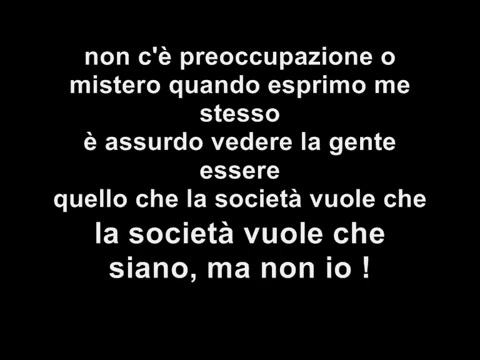 non c'è preoccupazione o
mistero quando esprimo me
stesso
è assurdo vedere la gente
essere
quello che la società vuole che
la società vuole che
siano, ma non io !